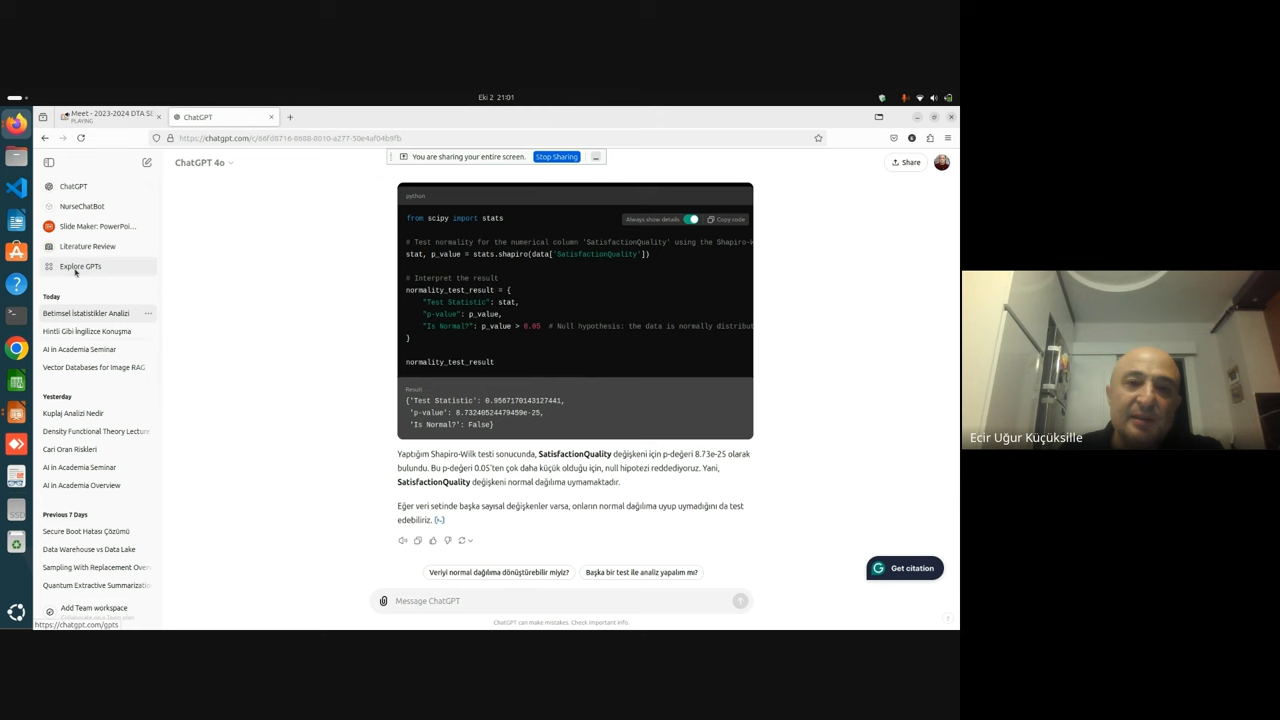 Eki 2 21:01
Meet - 2023-2024 DTA S
PLAYING
ChatGPT
https://chatgpt.com/c/66fd8716-8688-8010-a277-50e4af04b9fb
ChatGPT 4o
You are sharing your entire screen.
Stop Sharing
Share
ChatGPT
NurseChatBot
Slide Maker: PowerPoi...
Literature Review
Explore GPTs
Today
Betimsel İstatistikler Analizi
Hintli Gibi İngilizce Konuşma
AI in Academia Seminar
Vector Databases for Image RAG
Yesterday
Kuplaj Analizi Nedir
Density Functional Theory Lecture
Cari Oran Riskleri
AI in Academia Seminar
AI in Academia Overview
Previous 7 Days
Secure Boot Hatası Çözümü
Data Warehouse vs Data Lake
Sampling With Replacement Over
Quantum Extractive Summarizatio
Add Team workspace
https://chatgpt.com/gpts
python
Always show details
Copy code
from scipy import stats
# Test normality for the numerical column 'SatisfactionQuality' using the Shapiro-W
stat, p_value = stats.shapiro(data['SatisfactionQuality'])
# Interpret the result
normality_test_result = {
"Test Statistic": stat,
"p-value": p_value,
"Is Normal?": p_value > 0.05 # Null hypothesis: the data is normally distribut
}
normality_test_result
Result
{'Test Statistic': 0.9567170143127441,
'p-value': 8.73240524479459e-25,
'Is Normal?': False}
Yaptığım Shapiro-Wilk testi sonucunda, SatisfactionQuality değişkeni için p-değeri 8.73e-25 olarak
bulundu. Bu p-değeri 0.05'ten çok daha küçük olduğu için, null hipotezi reddediyoruz. Yani,
SatisfactionQuality değişkeni normal dağılıma uymamaktadır.
Eğer veri setinde başka sayısal değişkenler varsa, onların normal dağılıma uyup uymadığını da test
edebiliriz. [>-]
Veriyi normal dağılıma dönüştürebilir miyiz?
Başka bir test ile analiz yapalım mı?
Get citation
Message ChatGPT
ChatGPT can make mistakes. Check important info.
Ecir Uğur Küçüksille